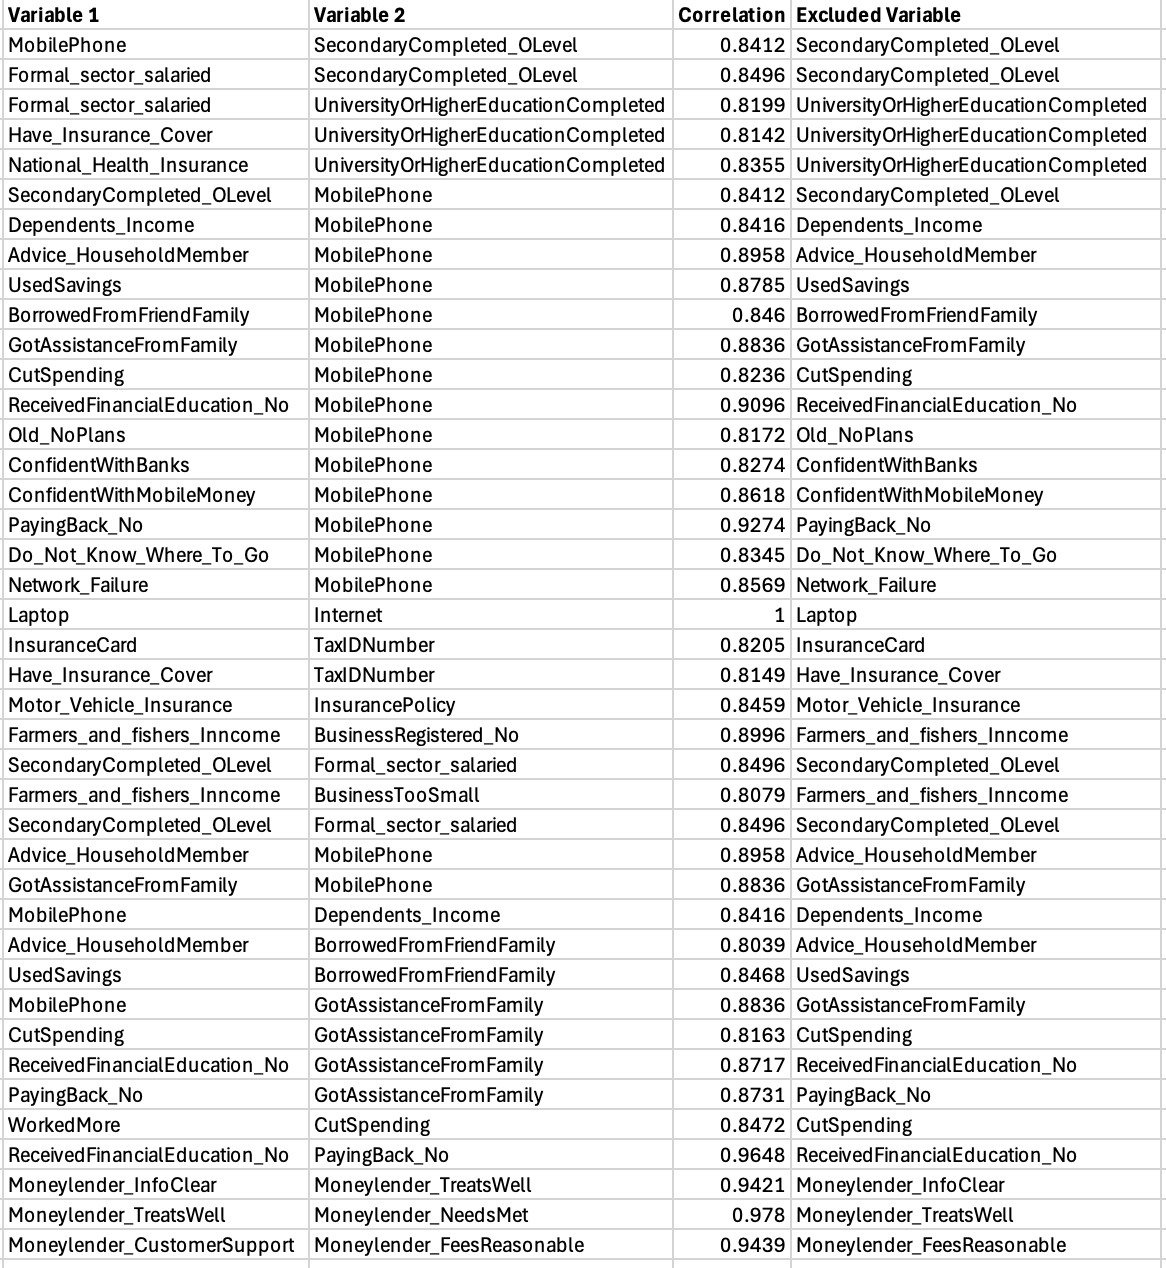 Variable 1 Variable 2 Correlation Excluded Variable
MobilePhone SecondaryCompleted_OLevel 0.8412 SecondaryCompleted_OLevel
Formal_sector_salaried SecondaryCompleted_OLevel 0.8496 SecondaryCompleted_OLevel
Formal_sector_salaried UniversityOrHigherEducationCompleted 0.8199 UniversityOrHigherEducationCompleted
Have_Insurance_Cover UniversityOrHigherEducationCompleted 0.8142 UniversityOrHigherEducationCompleted
National_Health_Insurance UniversityOrHigherEducationCompleted 0.8355 UniversityOrHigherEducationCompleted
SecondaryCompleted_OLevel MobilePhone 0.8412 SecondaryCompleted_OLevel
Dependents_Income MobilePhone 0.8416 Dependents_Income
Advice_HouseholdMember MobilePhone 0.8958 Advice_HouseholdMember
UsedSavings MobilePhone 0.8785 UsedSavings
BorrowedFromFriendFamily MobilePhone 0.846 BorrowedFromFriendFamily
GotAssistanceFromFamily MobilePhone 0.8836 GotAssistanceFromFamily
CutSpending MobilePhone 0.8236 CutSpending
ReceivedFinancialEducation_No MobilePhone 0.9096 ReceivedFinancialEducation_No
Old_NoPlans MobilePhone 0.8172 Old_NoPlans
ConfidentWithBanks MobilePhone 0.8274 ConfidentWithBanks
ConfidentWithMobileMoney MobilePhone 0.8618 ConfidentWithMobileMoney
PayingBack_No MobilePhone 0.9274 PayingBack_No
Do_Not_Know_Where_To_Go MobilePhone 0.8345 Do_Not_Know_Where_To_Go
Network_Failure MobilePhone 0.8569 Network_Failure
Laptop Internet 1 Laptop
InsuranceCard TaxIDNumber 0.8205 InsuranceCard
Have_Insurance_Cover TaxIDNumber 0.8149 Have_Insurance_Cover
Motor_Vehicle_Insurance InsurancePolicy 0.8459 Motor_Vehicle_Insurance
Farmers_and_fishers_Inncome BusinessRegistered_No 0.8996 Farmers_and_fishers_Inncome
SecondaryCompleted_OLevel Formal_sector_salaried 0.8496 SecondaryCompleted_OLevel
Farmers_and_fishers_Inncome BusinessTooSmall 0.8079 Farmers_and_fishers_Inncome
SecondaryCompleted_OLevel Formal_sector_salaried 0.8496 SecondaryCompleted_OLevel
Advice_HouseholdMember MobilePhone 0.8958 Advice_HouseholdMember
GotAssistanceFromFamily MobilePhone 0.8836 GotAssistanceFromFamily
MobilePhone Dependents_Income 0.8416 Dependents_Income
Advice_HouseholdMember BorrowedFromFriendFamily 0.8039 Advice_HouseholdMember
UsedSavings BorrowedFromFriendFamily 0.8468 UsedSavings
MobilePhone GotAssistanceFromFamily 0.8836 GotAssistanceFromFamily
CutSpending GotAssistanceFromFamily 0.8163 CutSpending
ReceivedFinancialEducation_No GotAssistanceFromFamily 0.8717 ReceivedFinancialEducation_No
PayingBack_No GotAssistanceFromFamily 0.8731 PayingBack_No
WorkedMore CutSpending 0.8472 CutSpending
ReceivedFinancialEducation_No PayingBack_No 0.9648 ReceivedFinancialEducation_No
Moneylender_InfoClear Moneylender_TreatsWell 0.9421 Moneylender_InfoClear
Moneylender_TreatsWell Moneylender_NeedsMet 0.978 Moneylender_TreatsWell
Moneylender_CustomerSupport Moneylender_FeesReasonable 0.9439 Moneylender_FeesReasonable